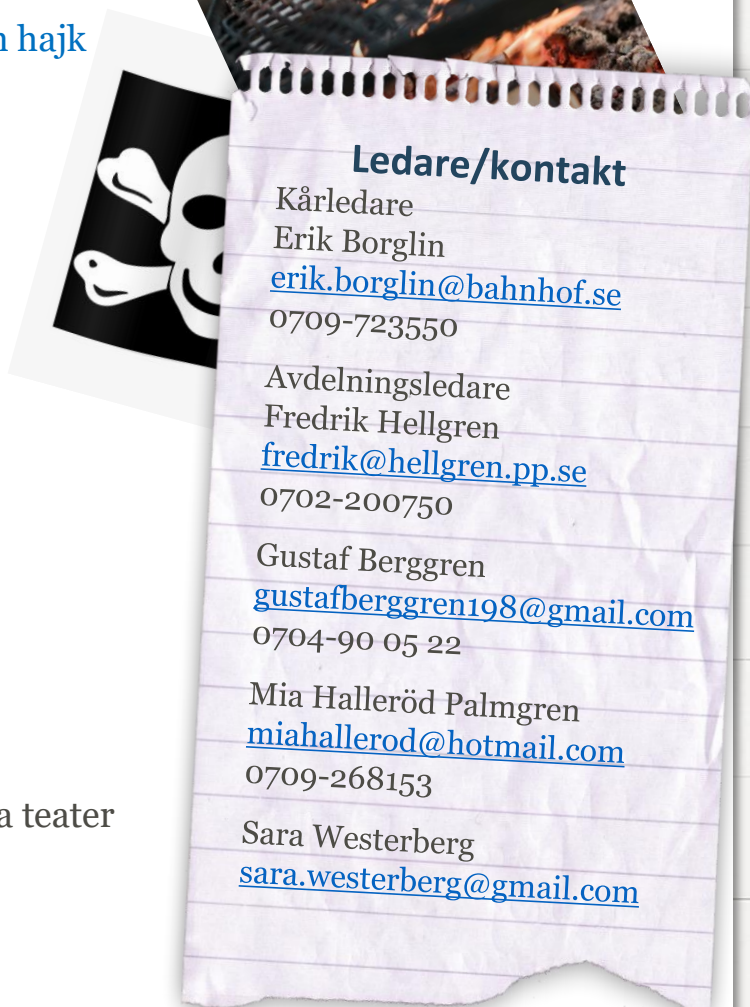 hajk
Ledare/kontakt
Kårledare
Erik Borglin
erik.borglin@bahnhof.se
0709-723550
Avdelningsledare
Fredrik Hellgren
fredrik@hellgren.pp.se
0702-200750
Gustaf Berggren
gustafberggren198@gmail.com
0704-90 05 22
Mia Halleröd Palmgren
miahallerod@hotmail.com
0709-268153
a teater
Sara Westerberg
sara.westerberg@gmail.com